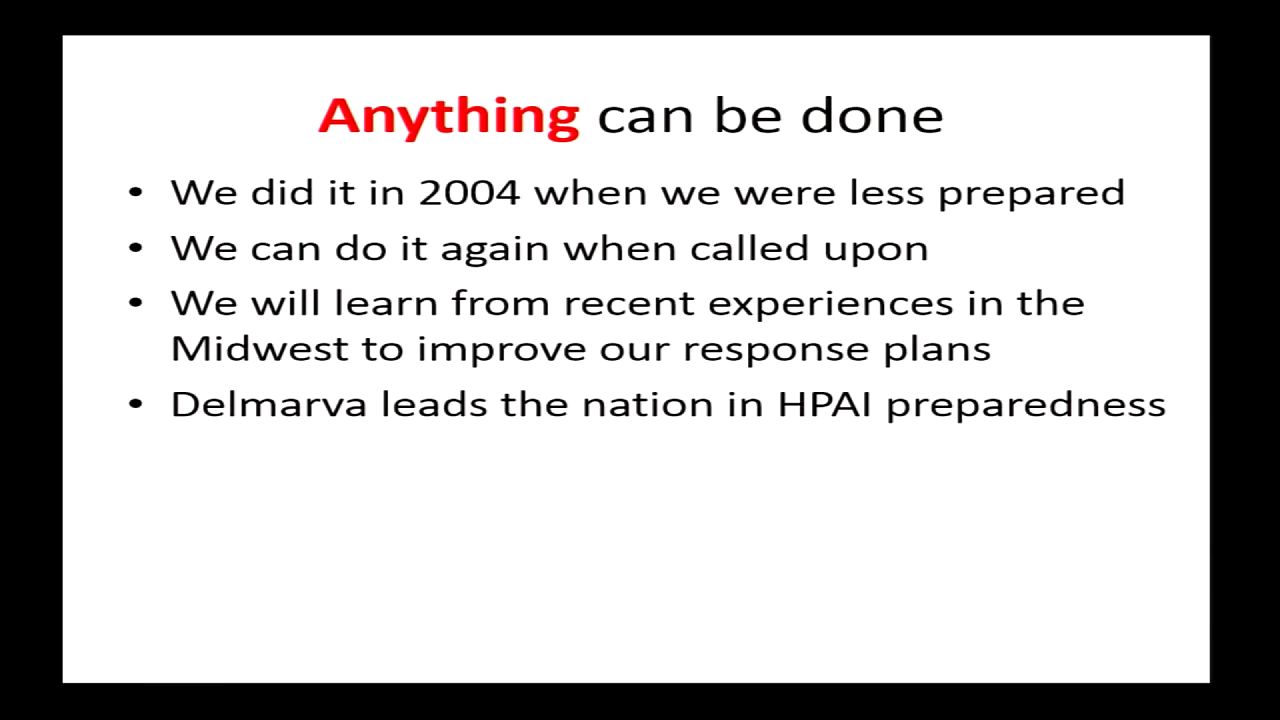 Anything can be done
• We did it in 2004 when we were less prepared
• We can do it again when called upon
• We will learn from recent experiences in the
Midwest to improve our response plans
• Delmarva leads the nation in HPAI preparedness